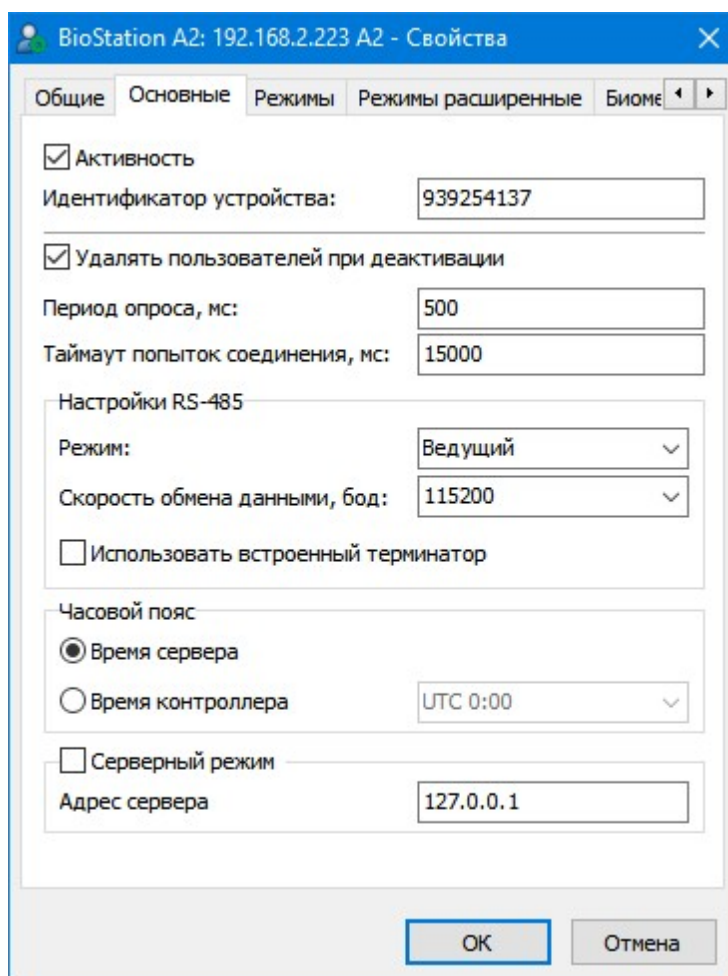 BioStation A2: 192.168.2.223 A2 - Свойства
Общие Основные Режимы Режимы расширенные Биоме
Активность
Идентификатор устройства: 939254137
Удалять пользователей при деактивации
Период опроса, мс: 500
Таймаут попыток соединения, мс: 15000
Настройки RS-485
Режим: Ведущий
Скорость обмена данными, бод: 115200
Использовать встроенный терминатор
Часовой пояс
Время сервера
Время контроллера UTC 0:00
Серверный режим
Адрес сервера 127.0.0.1
ОК Отмена